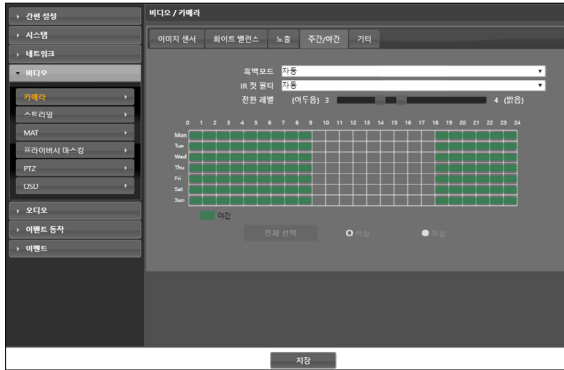 간편 설정
시스템
네트워크
비디오
카메라
스트리밍
MAT
프라이버시 마스킹
PTZ
OSD
오디오
이벤트 동작
이벤트
비디오 / 카메라
이미지 센서 화이트 밸런스 노출 주간/야간 기타
흑백모드 자동
IR 컷 필터 자동
전환 레벨 (어두움) 3 4 (밝음)
0 1 2 3 4 5 6 7 8 9 10 11 12 13 14 15 16 17 18 19 20 21 22 23 24
Mon
Tue
Wed
Thu
Fri
Sat
Sun
야간
전체 선택
저장